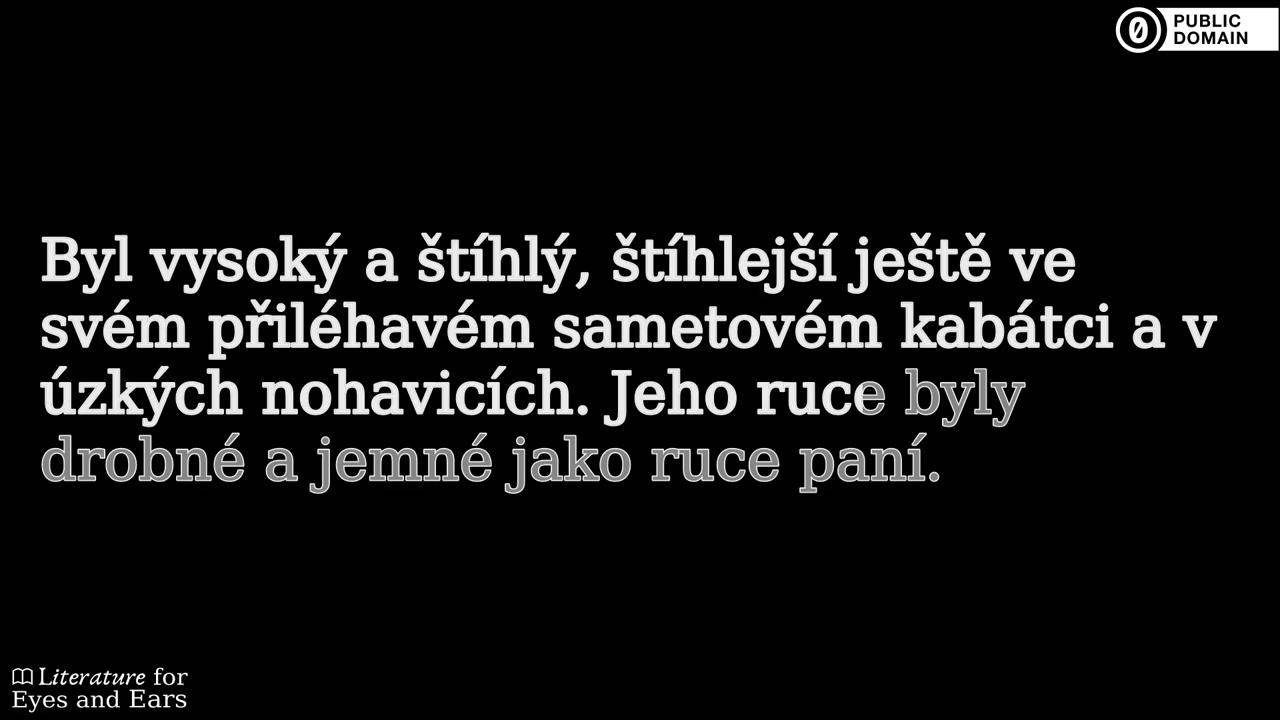 PUBLIC
DOMAIN
Byl vysoký a štíhlý, štíhlejší ještě ve
svém přiléhavém sametovém kabátci a v
úzkých nohavicích. Jeho ruce byly
drobné a jemné jako ruce paní.
Literature for
Eyes and Ears